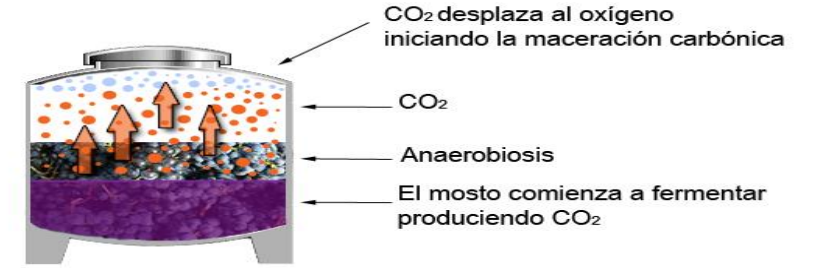 CO₂ desplaza al oxígeno
iniciando la maceración carbónica
CO₂
Anaerobiosis
El mosto comienza a fermentar
produciendo CO₂